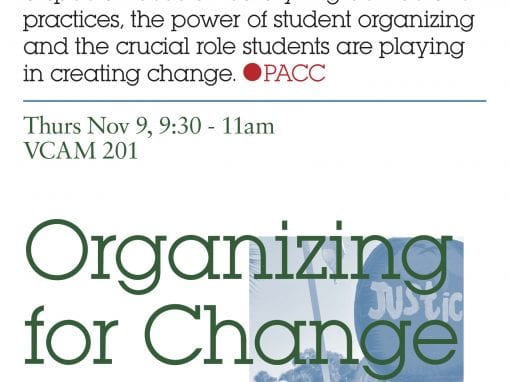 practices, the power of student organizing
and the crucial role students are playing
in creating change. ●PACC
Thurs Nov 9, 9:30 - 11am
VCAM 201
Organizing
for Change
JUSTIC